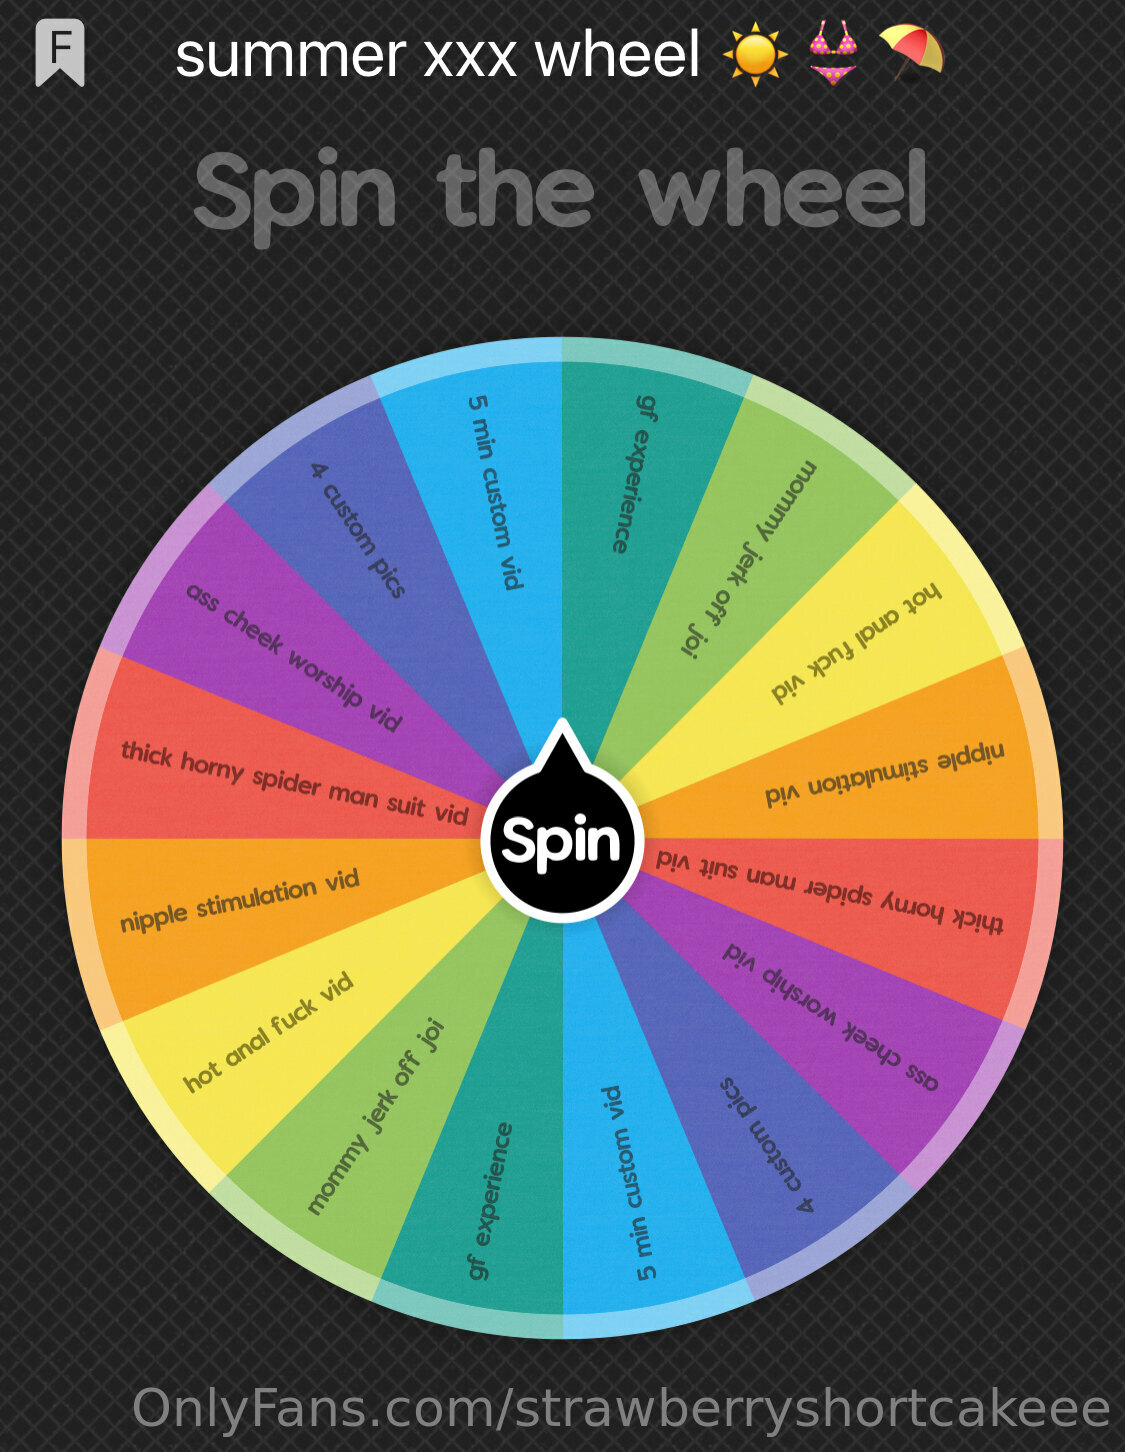 F
summer xxx wheel ☀️ 👙 ⛱️
Spin the wheel
gf experience
mommy jerk off joi
hot anal fuck vid
nipple stimulation vid
thick horny spider man suit vid
ass cheek worship vid
4 custom pics
5 min custom vid
gf experience
mommy jerk off joi
hot anal fuck vid
nipple stimulation vid
thick horny spider man suit vid
ass cheek worship vid
4 custom pics
5 min custom vid
Spin
OnlyFans.com/strawberryshortcakeee